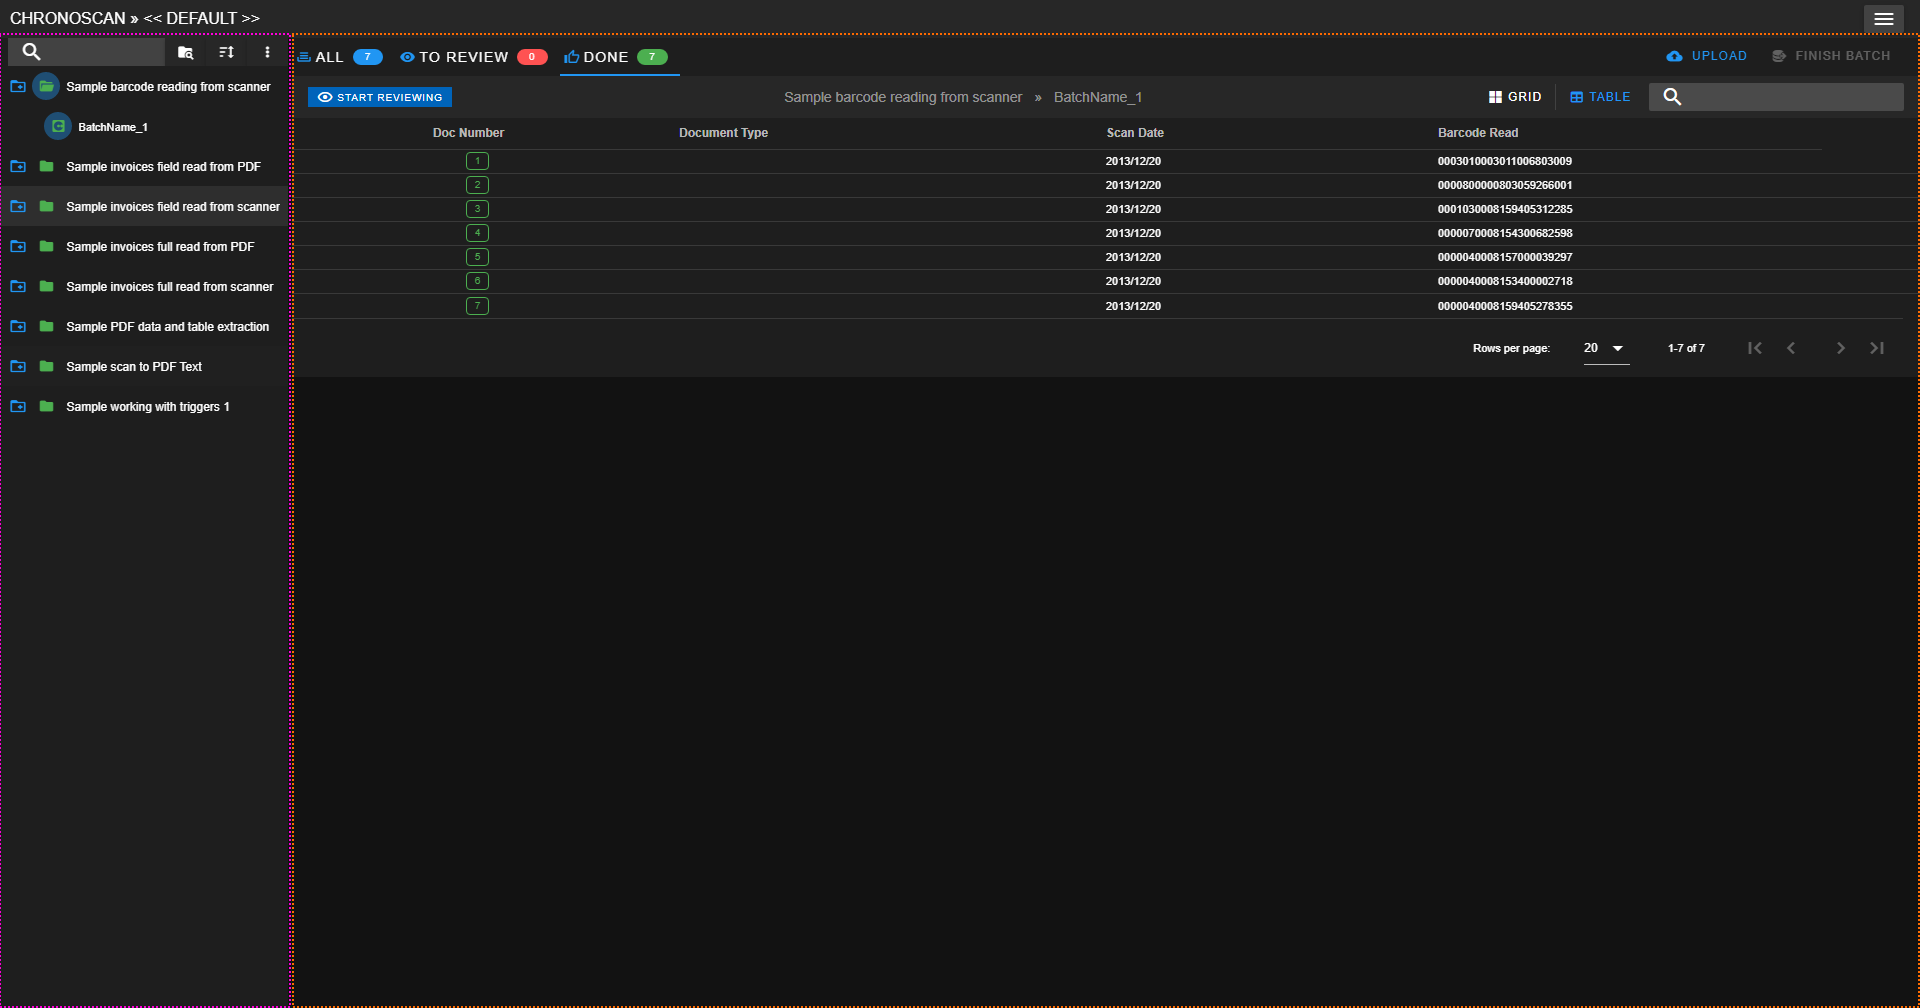 CHRONOSCAN » << DEFAULT >>
ALL 7 TO REVIEW 0 DONE 7 UPLOAD FINISH BATCH
START REVIEWING Sample barcode reading from scanner » BatchName_1 GRID TABLE
Sample barcode reading from scanner
BatchName_1
Sample invoices field read from PDF
Sample invoices field read from scanner
Sample invoices full read from PDF
Sample invoices full read from scanner
Sample PDF data and table extraction
Sample scan to PDF Text
Sample working with triggers 1
Doc Number Document Type Scan Date Barcode Read
1 2013/12/20 0003010003011006803009
2 2013/12/20 0000800000803059266001
3 2013/12/20 0001030008159405312285
4 2013/12/20 0000070008154300682598
5 2013/12/20 0000040008157000039297
6 2013/12/20 0000040008153400002718
7 2013/12/20 0000040008159405278355
Rows per page: 20 1-7 of 7